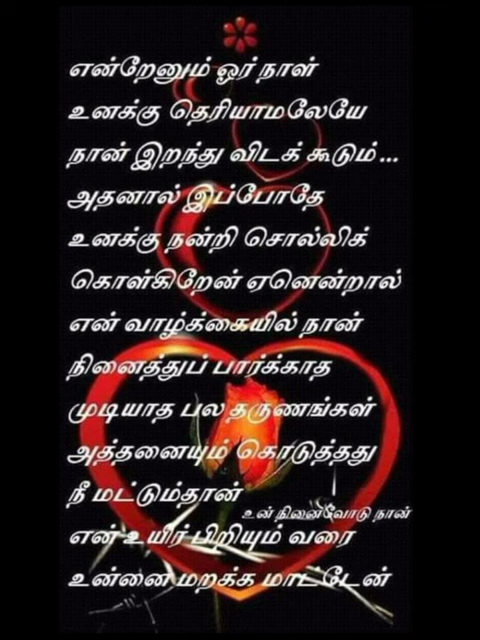 என்றேனும் ஓர் நாள்
உனக்கு தெரியாமலேயே
நான் இறந்து விடக் கூடும்...
அதனால் இப்போதே
உனக்கு நன்றி சொல்லிக்
கொள்கிறேன் ஏனென்றால்
என் வாழ்க்கையில் நான்
நினைத்துப் பார்க்காத
முடியாத பல தருணங்கள்
அத்தனையும் கொடுத்தது
நீ மட்டும்தான்
உன் நினைவோடு நான்
என் உயிர் பிரியும் வரை
உன்னை மறக்க மாட்டேன்